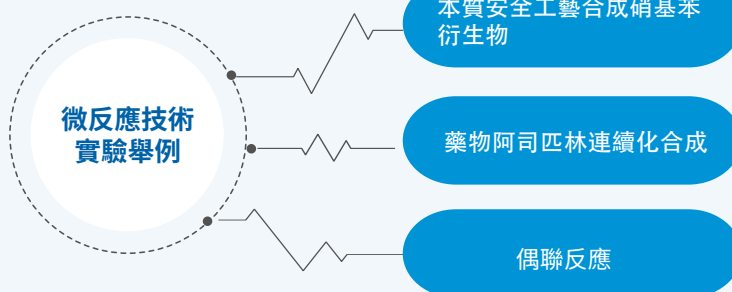 微反應技術
實驗舉例
本質安全工藝合成硝基苯
衍生物
藥物阿司匹林連續化合成
偶聯反應